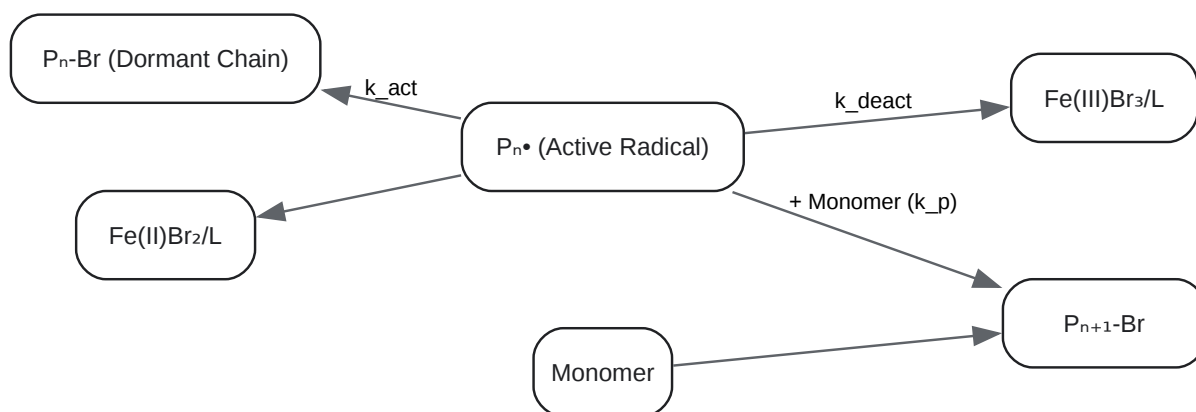 Pₙ-Br (Dormant Chain)
k_act
Fe(III)Br₃/L
k_deact
Pₙ• (Active Radical)
+ Monomer (k_p)
Fe(II)Br₂/L
Pₙ₊₁-Br
Monomer